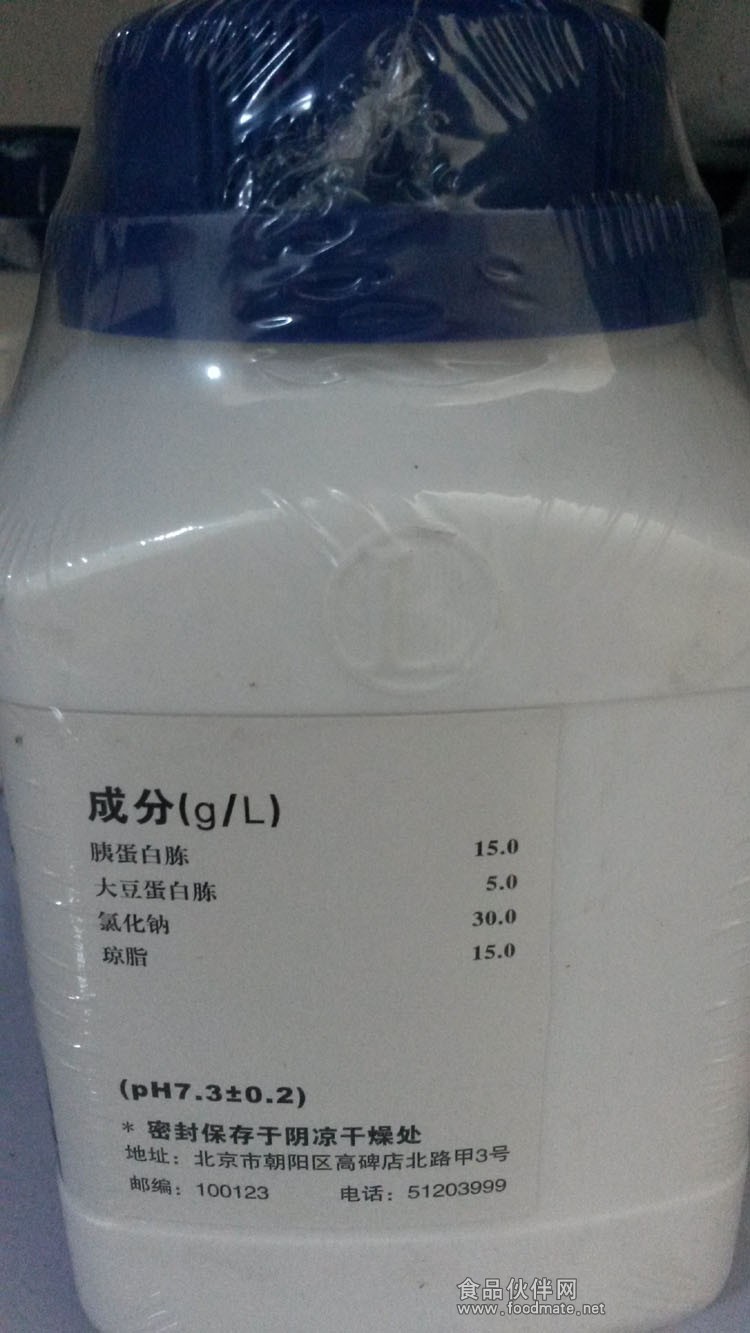 成分(g/L)
胰蛋白胨 15.0
大豆蛋白胨 5.0
氯化钠 30.0
琼脂 15.0
(pH7.3±0.2)
* 密封保存于阴凉干燥处
地址：北京市朝阳区高碑店北路甲3号
邮编：100123 电话：51203999
食品伙伴网
www.foodmate.net